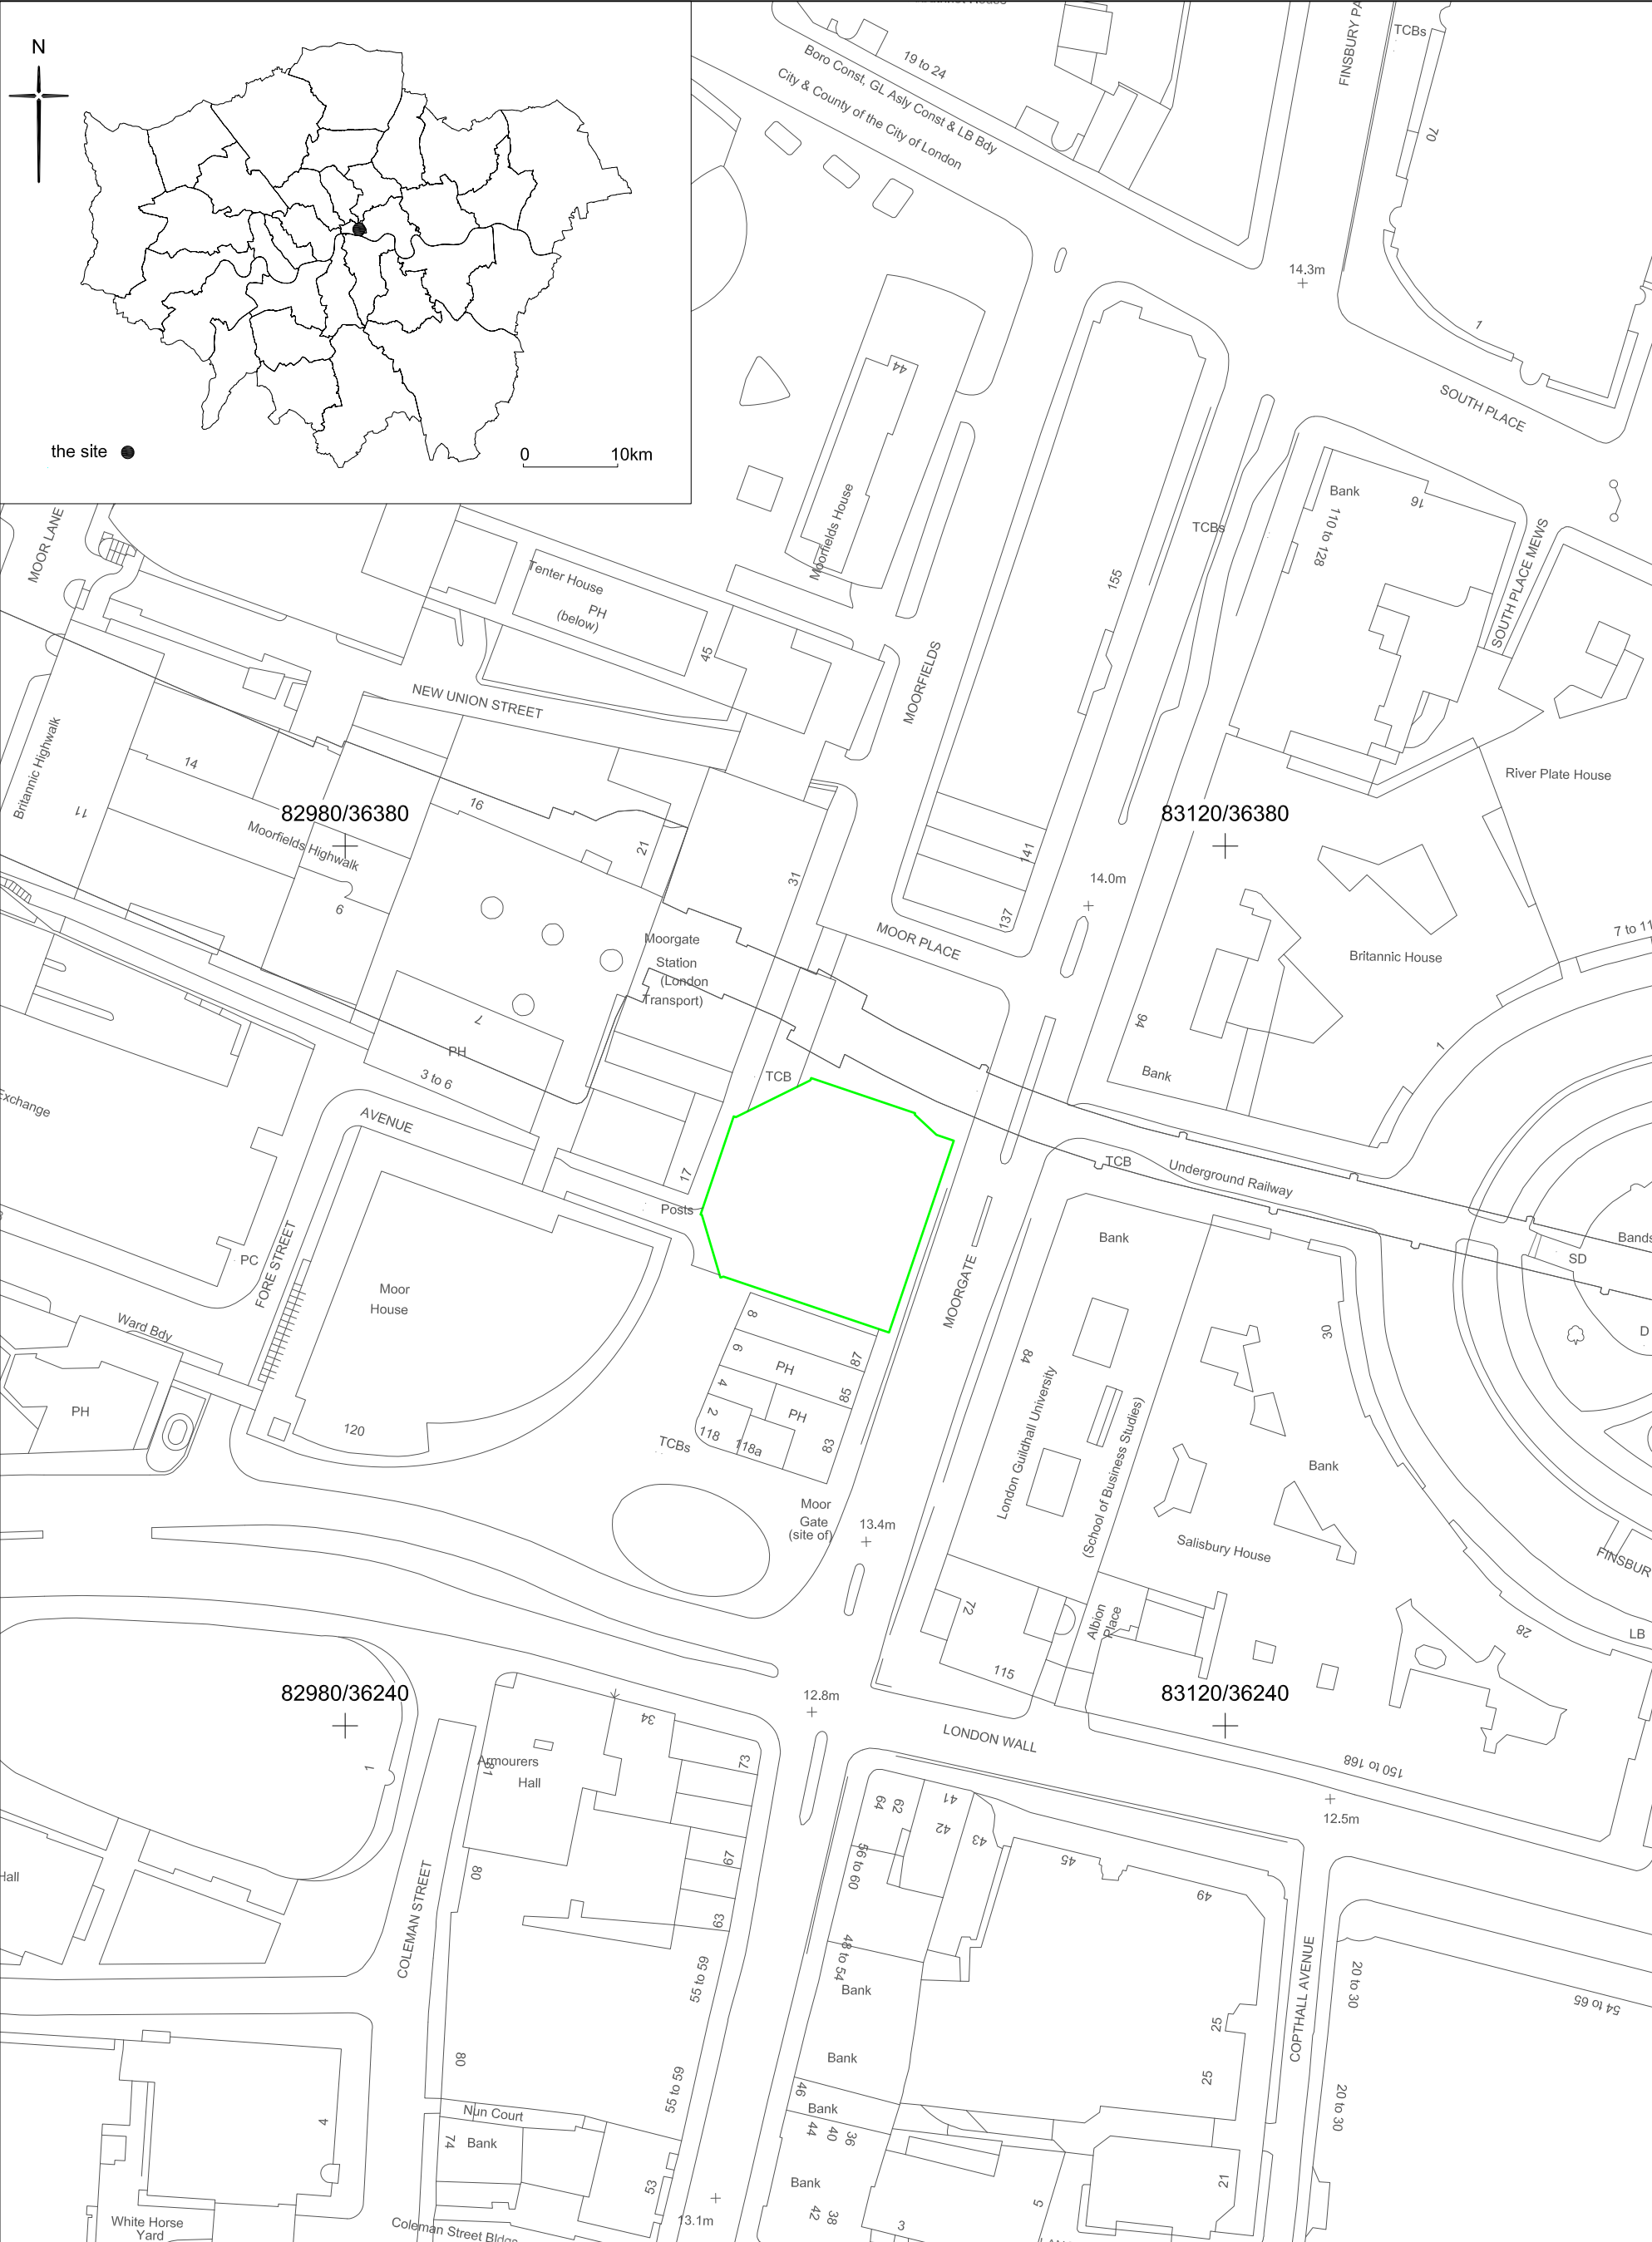 N
the site
0
10km
19 to 24
Boro Const, GL Asly Const & LB Bdy
City & County of the City of London
FINSBURY PA
TCBs
70
14.3m
1
SOUTH PLACE
44
Moorfields House
MOOR LANE
Tenter House
PH
(below)
45
TCBs
155
Bank
16
110 to 128
SOUTH PLACE MEWS
MOORFIELDS
NEW UNION STREET
Britannic Highwalk
14
11
82980/36380
Moorfields Highwalk
16
21
9
31
141
137
14.0m
83120/36380
River Plate House
7 to 11
Britannic House
MOOR PLACE
Moorgate
Station
(London
Transport)
94
Bank
1
7
PH
3 to 6
TCB
Exchange
AVENUE
17
Posts
TCB
Underground Railway
Bank
Bands
SD
D
FORE STREET
PC
Moor
House
Ward Bdy
MOORGATE
8
6
4
2
118
118a
PH
PH
87
85
83
84
30
London Guildhall University
(School of Business Studies)
PH
120
TCBs
Moor
Gate
(site of)
13.4m
Bank
Salisbury House
FINSBUR
72
Albion
Place
115
28
LB
82980/36240
12.8m
83120/36240
LONDON WALL
150 to 168
12.5m
34
Armourers
Hall
81
1
73
64
62
41
42
43
45
49
67
56 to 60
Hall
80
63
COLEMAN STREET
55 to 59
48 to 54
Bank
COPTHALL AVENUE
20 to 30
54 to 65
25
80
55 to 59
Bank
25
20 to 30
46
Bank
4
Nun Court
74
Bank
44
40
36
53
Bank
21
42
38
5
White Horse
Yard
Coleman Street Bldgs
13.1m
3